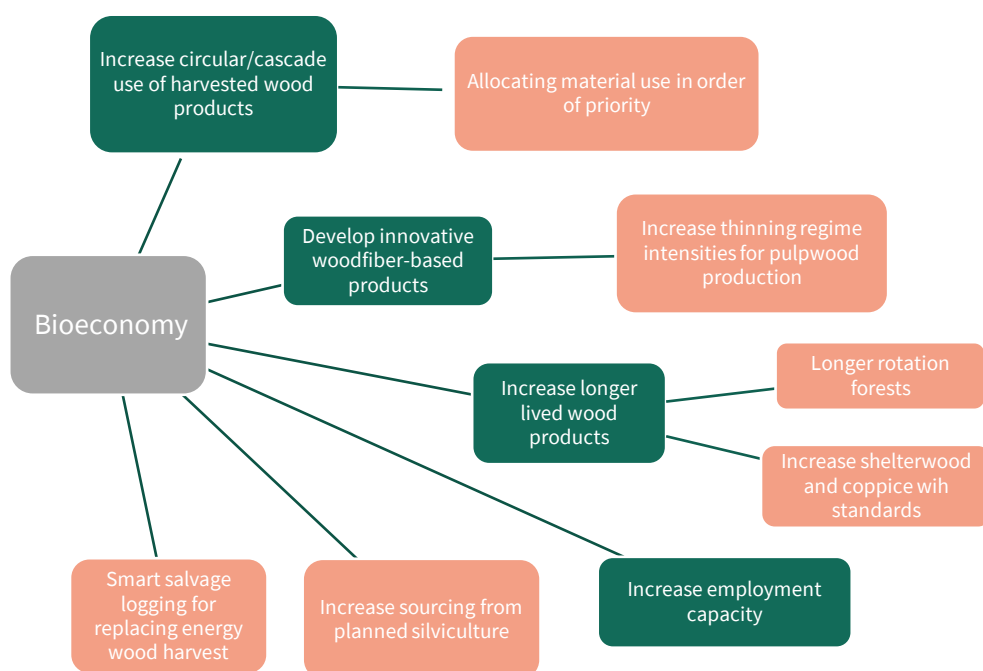 Increase circular/cascade
use of harvested wood
products
Allocating material use in order
of priority
Develop innovative
woodfiber-based
products
Increase thinning regime
intensities for pulpwood
production
Bioeconomy
Increase longer
lived wood
products
Longer rotation
forests
Increase shelterwood
and coppice wih
standards
Smart salvage
logging for
replacing energy
wood harvest
Increase sourcing from
planned silviculture
Increase employment
capacity